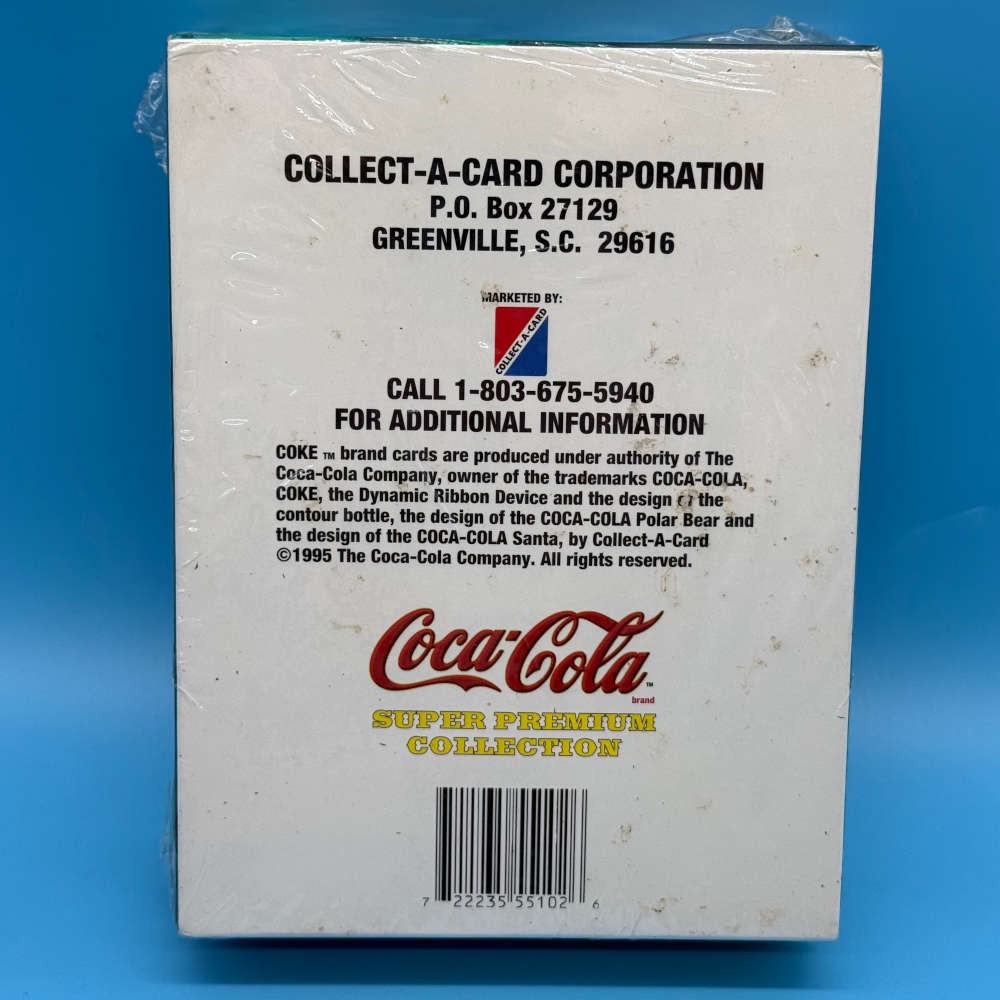 COLLECT-A-CARD CORPORATION
P.O. Box 27129
GREENVILLE, S.C. 29616
MARKETED BY:
COLLECT-A-CARD
CALL 1-803-675-5940
FOR ADDITIONAL INFORMATION
COKE ™ brand cards are produced under authority of The
Coca-Cola Company, owner of the trademarks COCA-COLA,
COKE, the Dynamic Ribbon Device and the design of the
contour bottle, the design of the COCA-COLA Polar Bear and
the design of the COCA-COLA Santa, by Collect-A-Card
©1995 The Coca-Cola Company. All rights reserved.
Coca-Cola ™
brand
SUPER PREMIUM
COLLECTION
7 22235 55102 6